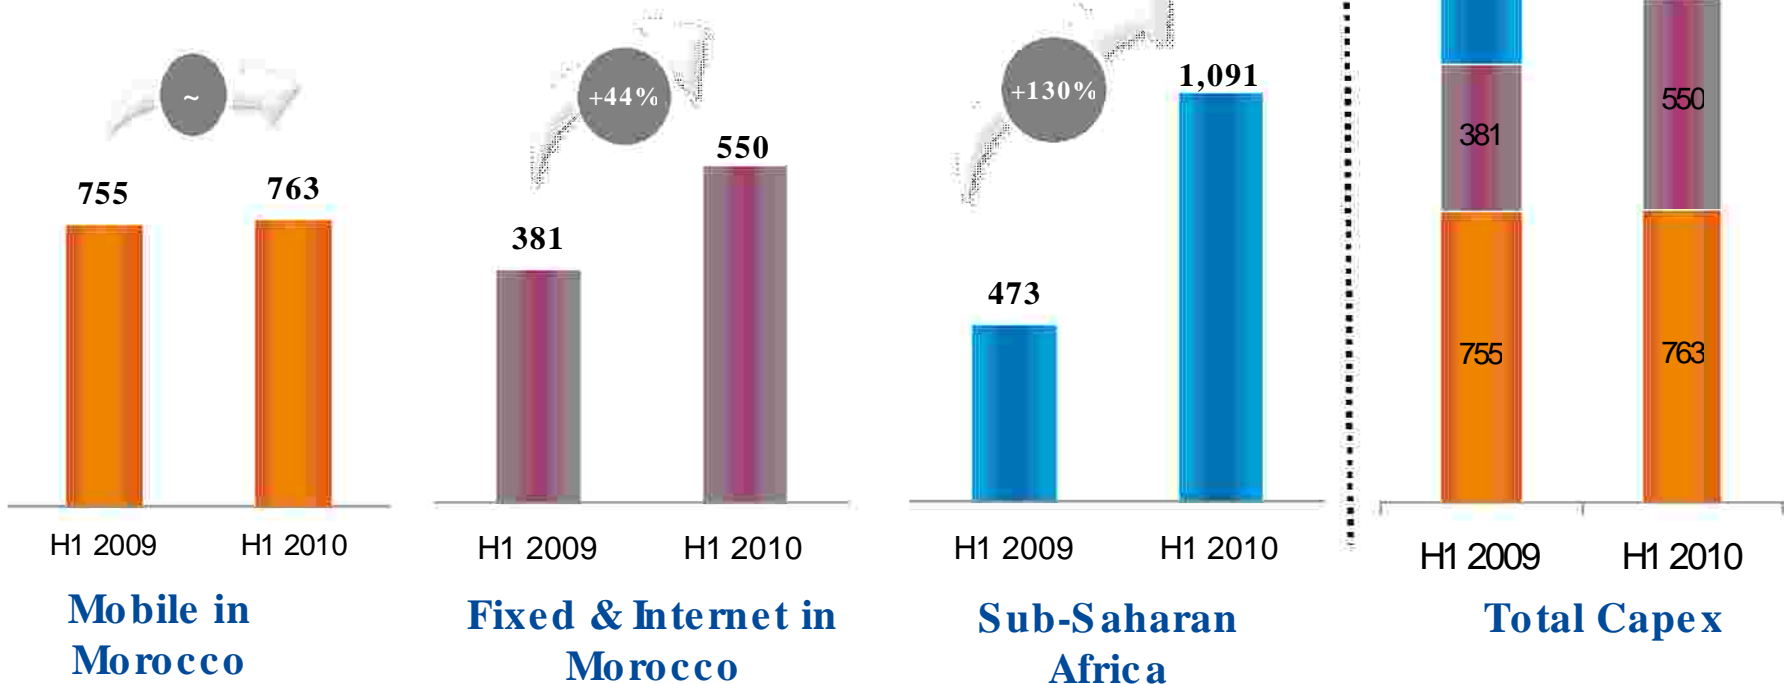 ~
755
763
H1 2009
H1 2010
Mobile in
Morocco
+44%
381
550
H1 2009
H1 2010
Fixed & Internet in
Morocco
+130%
473
1,091
H1 2009
H1 2010
Sub-Saharan
Africa
381
550
755
763
H1 2009
H1 2010
Total Capex